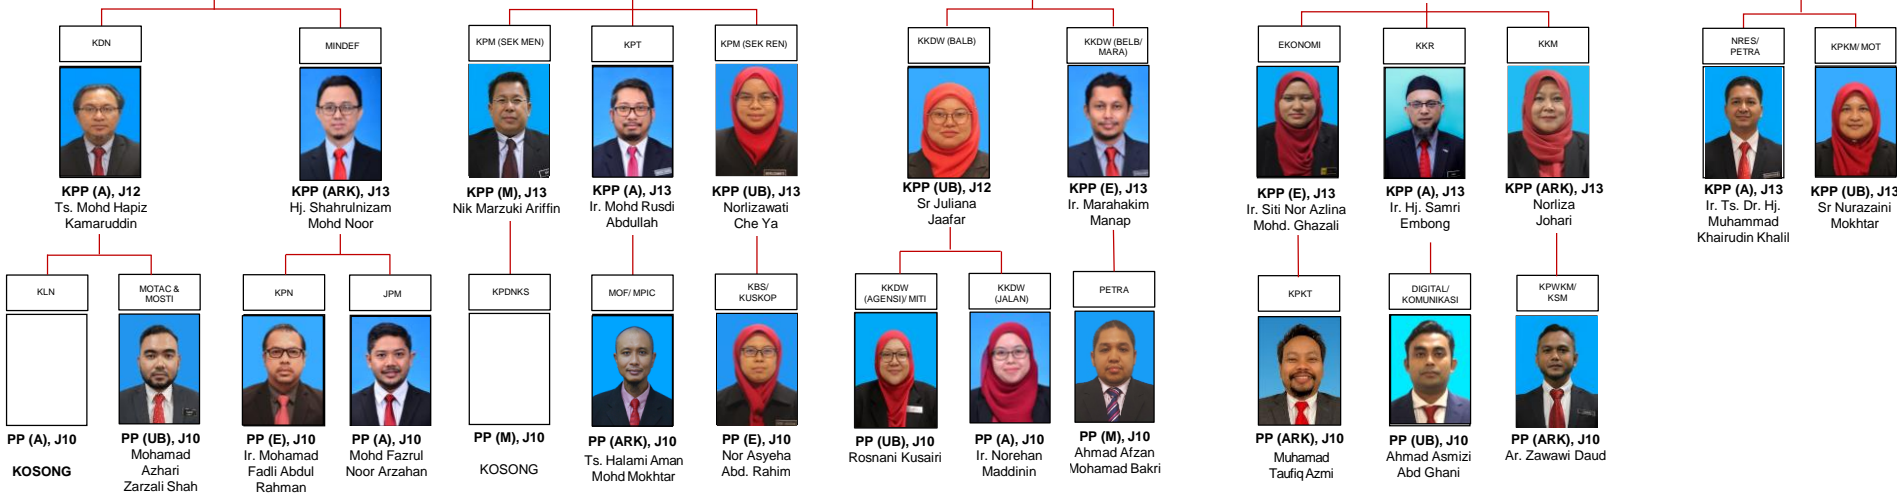 KDN
MINDEF
KPM (SEK MEN)
KPT
KPM (SEK REN)
KKDW (BALB)
KKDW (BELB/
MARA)
EKONOMI
KKR
KKM
NRES/
PETRA
KPKM/ MOT
KPP (A), J12
Ts. Mohd Hapiz
Kamaruddin
KPP (ARK), J13
Hj. Shahrulnizam
Mohd Noor
KPP (M), J13
Nik Marzuki Ariffin
KPP (A), J13
Ir. Mohd Rusdi
Abdullah
KPP (UB), J13
Norlizawati
Che Ya
KPP (UB), J12
Sr Juliana
Jaafar
KPP (E), J13
Ir. Marahakim
Manap
KPP (E), J13
Ir. Siti Nor Azlina
Mohd. Ghazali
KPP (A), J13
Ir. Hj. Samri
Embong
KPP (ARK), J13
Norliza
Johari
KPP (A), J13
Ir. Ts. Dr. Hj.
Muhammad
Khairudin Khalil
KPP (UB), J13
Sr Nurazaini
Mokhtar
KLN
MOTAC &
MOSTI
KPN
JPM
KPDNKS
MOF/ MPIC
KBS/
KUSKOP
KKDW
(AGENSI)/ MITI
KKDW
(JALAN)
PETRA
KPKT
DIGITAL/
KOMUNIKASI
KPWKM/
KSM
PP (A), J10
KOSONG
PP (UB), J10
Mohamad
Azhari
Zarzali Shah
PP (E), J10
Ir. Mohamad
Fadli Abdul
Rahman
PP (A), J10
Mohd Fazrul
Noor Arzahan
PP (M), J10
KOSONG
PP (ARK), J10
Ts. Halami Aman
Mohd Mokhtar
PP (E), J10
Nor Asyeha
Abd. Rahim
PP (UB), J10
Rosnani Kusairi
PP (A), J10
Ir. Norehan
Maddinin
PP (M), J10
Ahmad Afzan
Mohamad Bakri
PP (ARK), J10
Muhamad
Taufiq Azmi
PP (UB), J10
Ahmad Asmizi
Abd Ghani
PP (ARK), J10
Ar. Zawawi Daud